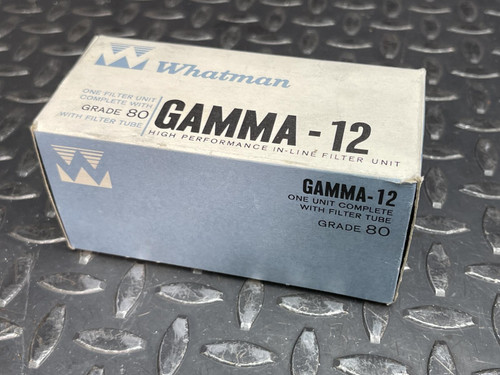 Whatman
ONE FILTER UNIT
COMPLETE WITH
GRADE 80
WITH FILTER TUBE
GAMMA-12
HIGH PERFORMANCE IN-LINE FILTER UNIT
GAMMA-12
ONE UNIT COMPLETE
WITH FILTER TUBE
GRADE 80